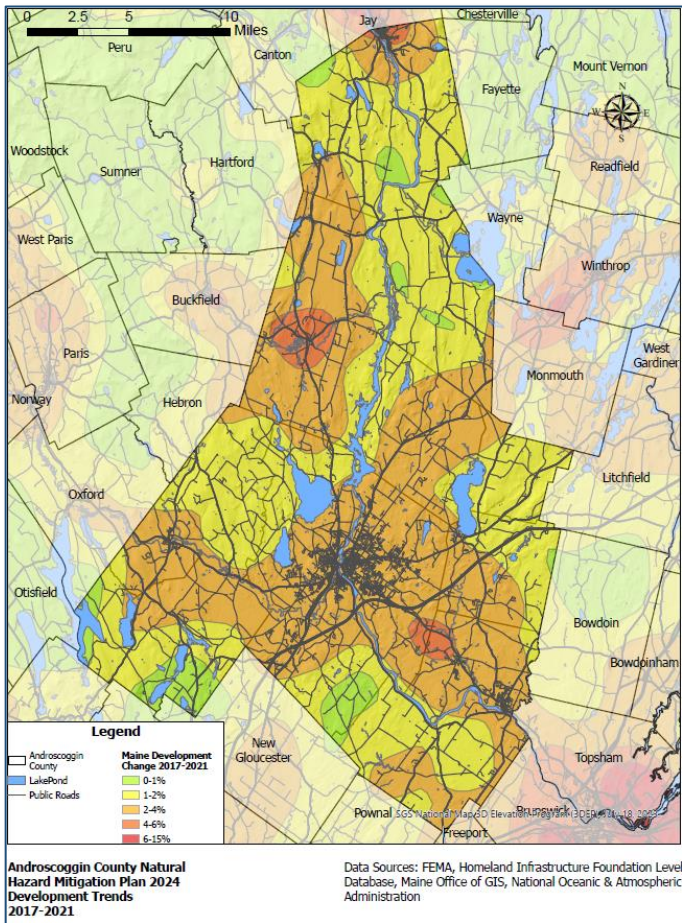 0 2.5 5 10
Miles
Jay
Chesterville
Peru
Canton
Mount Vernon
Fayette
N
W E
S
Woodstock
Sumner
Hartford
Readfield
Wayne
West Paris
Winthrop
Buckfield
Paris
West
Gardiner
Monmouth
Norway
Hebron
Litchfield
Oxford
Otisfield
Bowdoin
Bowdoinham
Legend
Androscoggin
County
LakePond
Public Roads
Maine Development
Change 2017-2021
0-1%
1-2%
2-4%
4-6%
6-15%
New
Gloucester
Topsham
Pownal
Brunswick
Freeport
Androscoggin County Natural
Hazard Mitigation Plan 2024
Development Trends
2017-2021
Data Sources: FEMA, Homeland Infrastructure Foundation Level
Database, Maine Office of GIS, National Oceanic & Atmospheric
Administration